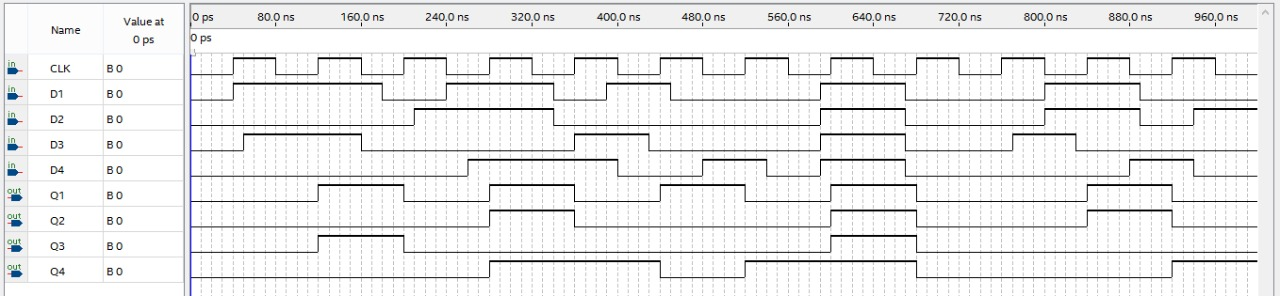 Name
Value at
0 ps
0 ps 80.0 ns 160.0 ns 240.0 ns 320.0 ns 400.0 ns 480.0 ns 560.0 ns 640.0 ns 720.0 ns 800.0 ns 880.0 ns 960.0 ns
0 ps
in CLK B 0
in D1 B 0
in D2 B 0
in D3 B 0
in D4 B 0
out Q1 B 0
out Q2 B 0
out Q3 B 0
out Q4 B 0